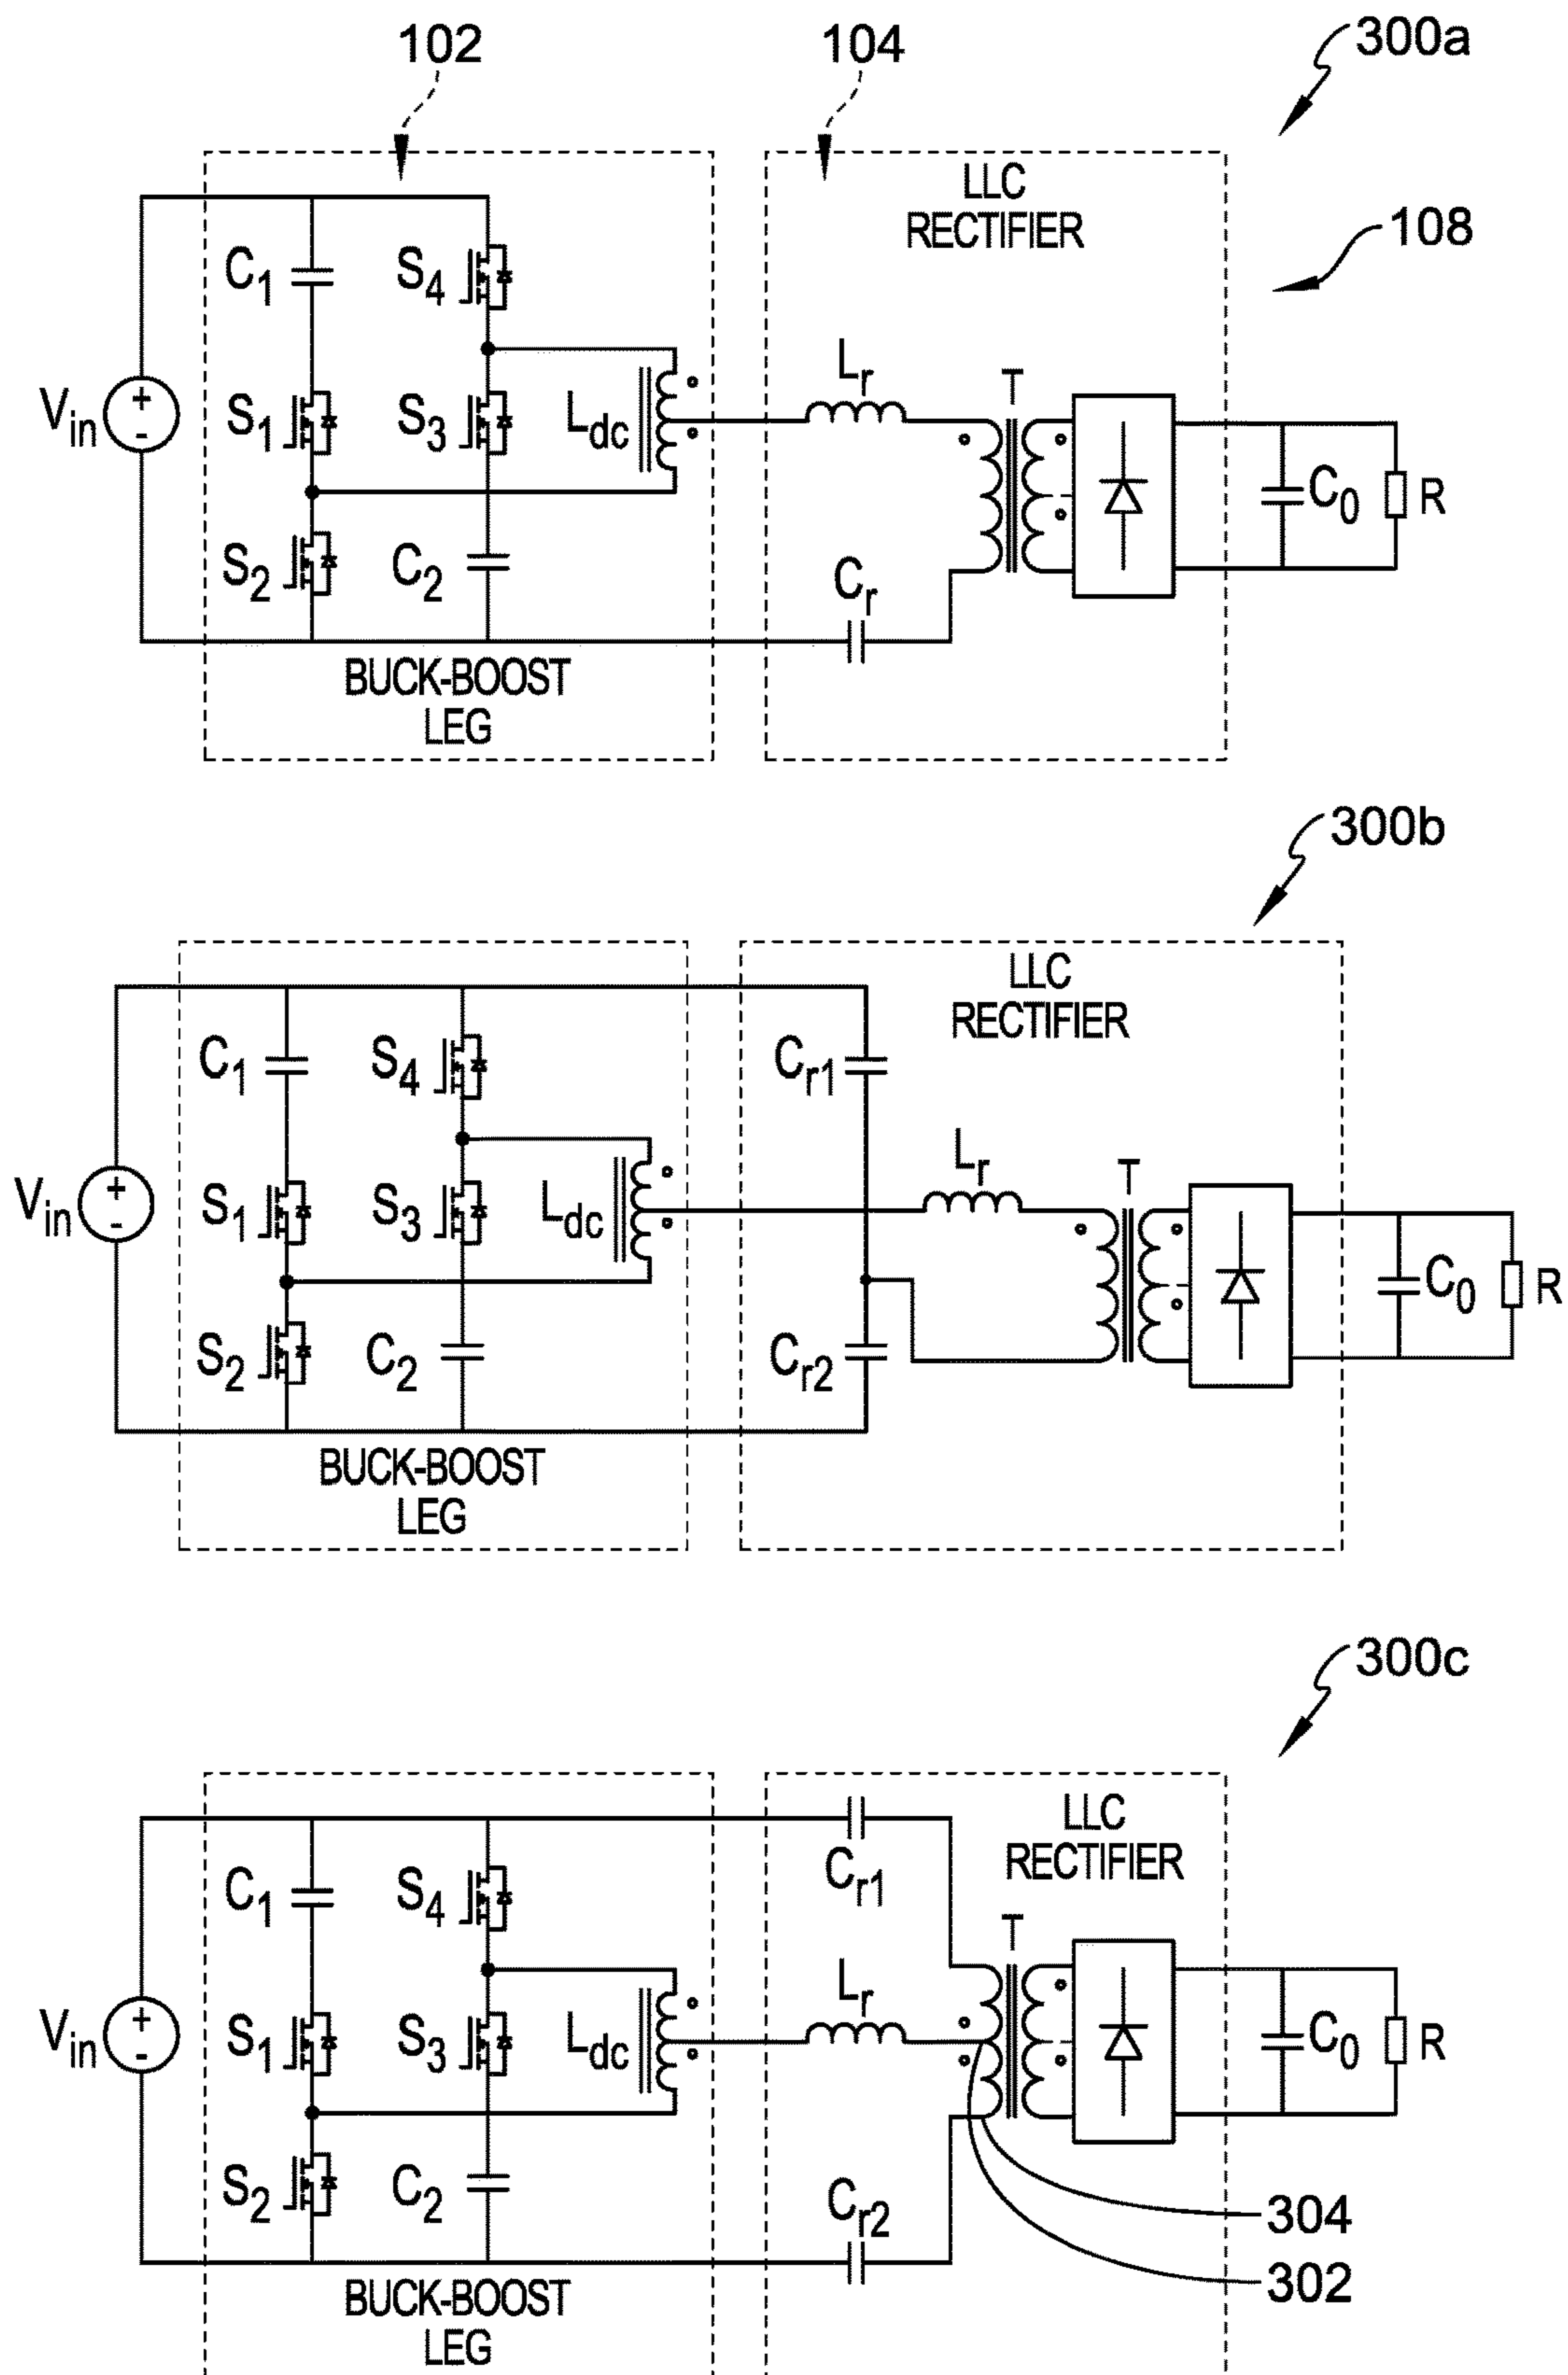 102
104
300a
LLC
RECTIFIER
108
C1
S4
Vin
S1
S3
Ldc
Lr
T
S2
C2
Cr
C0
R
BUCK-BOOST
LEG
300b
LLC
RECTIFIER
C1
S4
Cr1
Vin
S1
S3
Ldc
Lr
T
S2
C2
Cr2
C0
R
BUCK-BOOST
LEG
300c
LLC
RECTIFIER
C1
S4
Cr1
Vin
S1
S3
Ldc
Lr
T
S2
C2
Cr2
C0
R
304
302
BUCK-BOOST
LEG